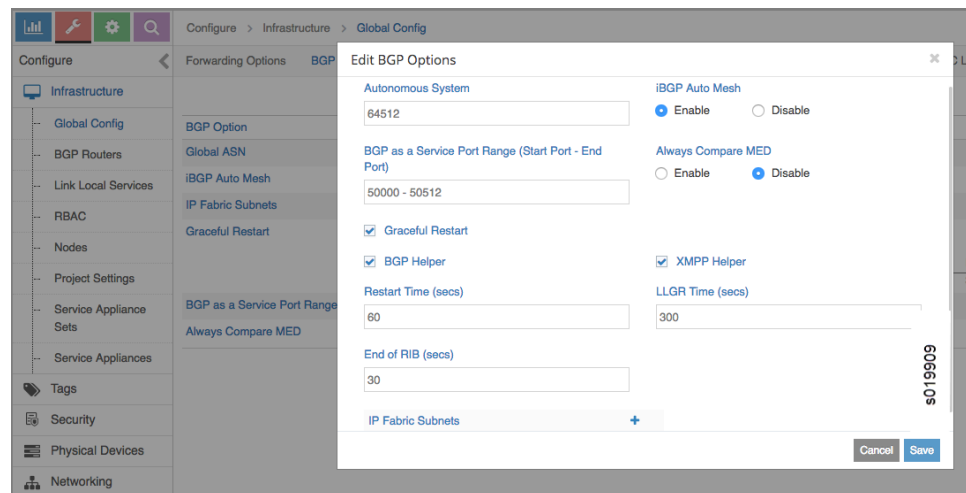 Configure > Infrastructure > Global Config
Configure
Forwarding Options BGP
Infrastructure
Global Config
BGP Routers
Link Local Services
RBAC
Nodes
Project Settings
Service Appliance
Sets
Service Appliances
Tags
Security
Physical Devices
Networking
BGP Option
Global ASN
iBGP Auto Mesh
IP Fabric Subnets
Graceful Restart
BGP as a Service Port Range
Always Compare MED
Edit BGP Options
Autonomous System
64512
iBGP Auto Mesh
Enable Disable
BGP as a Service Port Range (Start Port - End
Port)
50000 - 50512
Always Compare MED
Enable Disable
Graceful Restart
BGP Helper
XMPP Helper
Restart Time (secs)
60
LLGR Time (secs)
300
End of RIB (secs)
30
IP Fabric Subnets +
Cancel Save
s019909